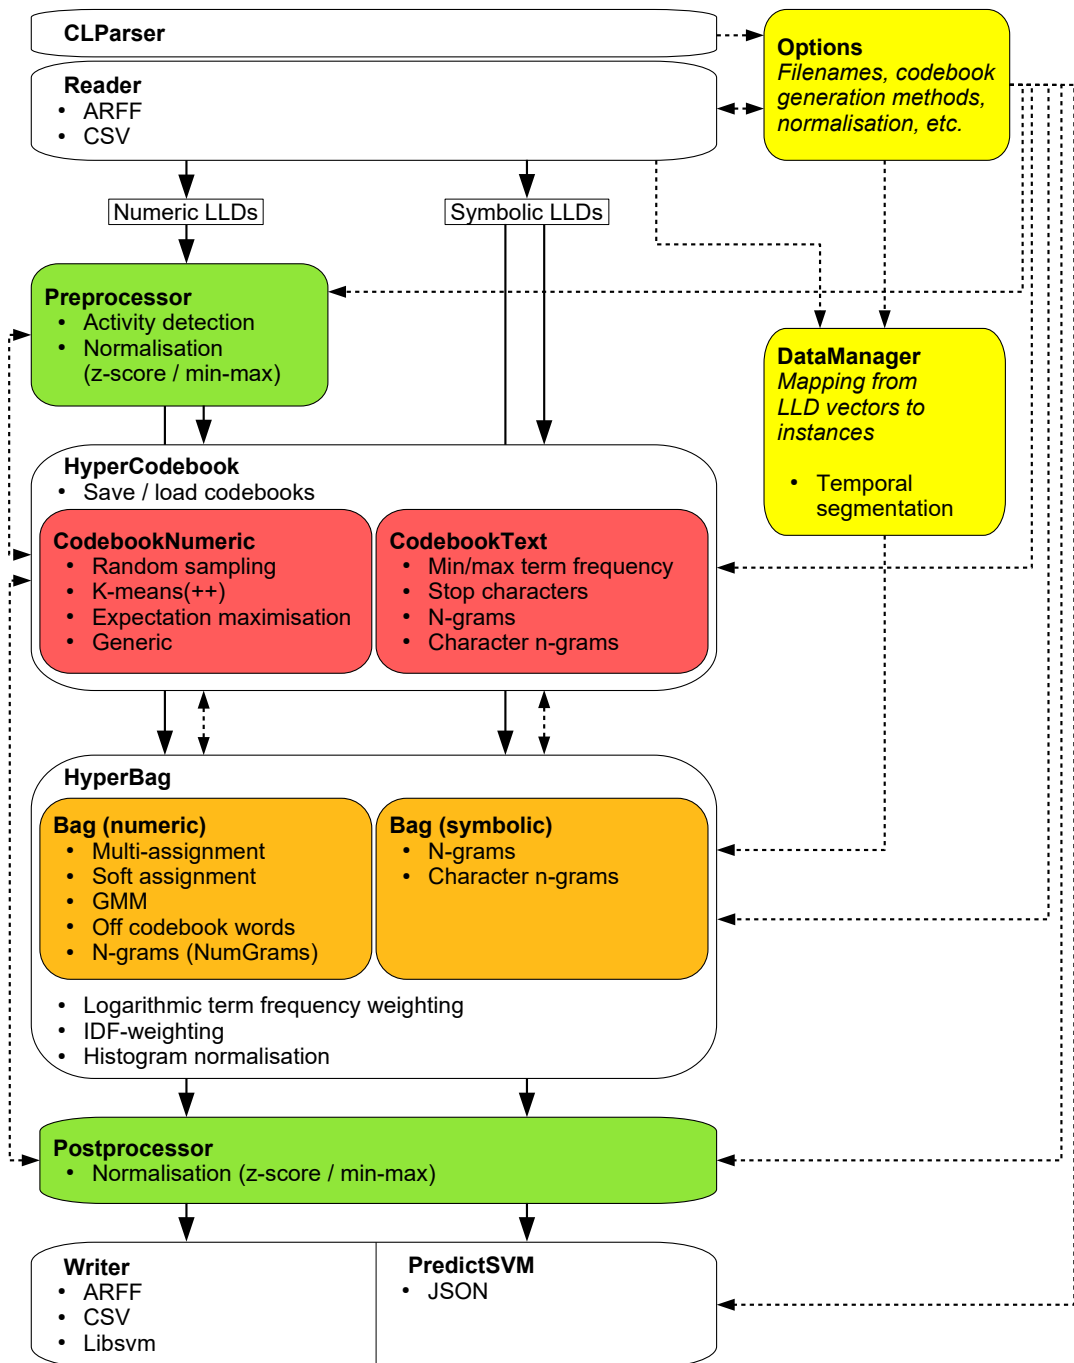 CLParser
Options
Filenames, codebook
generation methods,
normalisation, etc.
Reader
• ARFF
• CSV
Numeric LLDs
Symbolic LLDs
Preprocessor
• Activity detection
• Normalisation
(z-score / min-max)
DataManager
Mapping from
LLD vectors to
instances
• Temporal
segmentation
HyperCodebook
• Save / load codebooks
CodebookNumeric
• Random sampling
• K-means(++)
• Expectation maximisation
• Generic
CodebookText
• Min/max term frequency
• Stop characters
• N-grams
• Character n-grams
HyperBag
Bag (numeric)
• Multi-assignment
• Soft assignment
• GMM
• Off codebook words
• N-grams (NumGrams)
Bag (symbolic)
• N-grams
• Character n-grams
• Logarithmic term frequency weighting
• IDF-weighting
• Histogram normalisation
Postprocessor
• Normalisation (z-score / min-max)
Writer
• ARFF
• CSV
• Libsvm
PredictSVM
• JSON